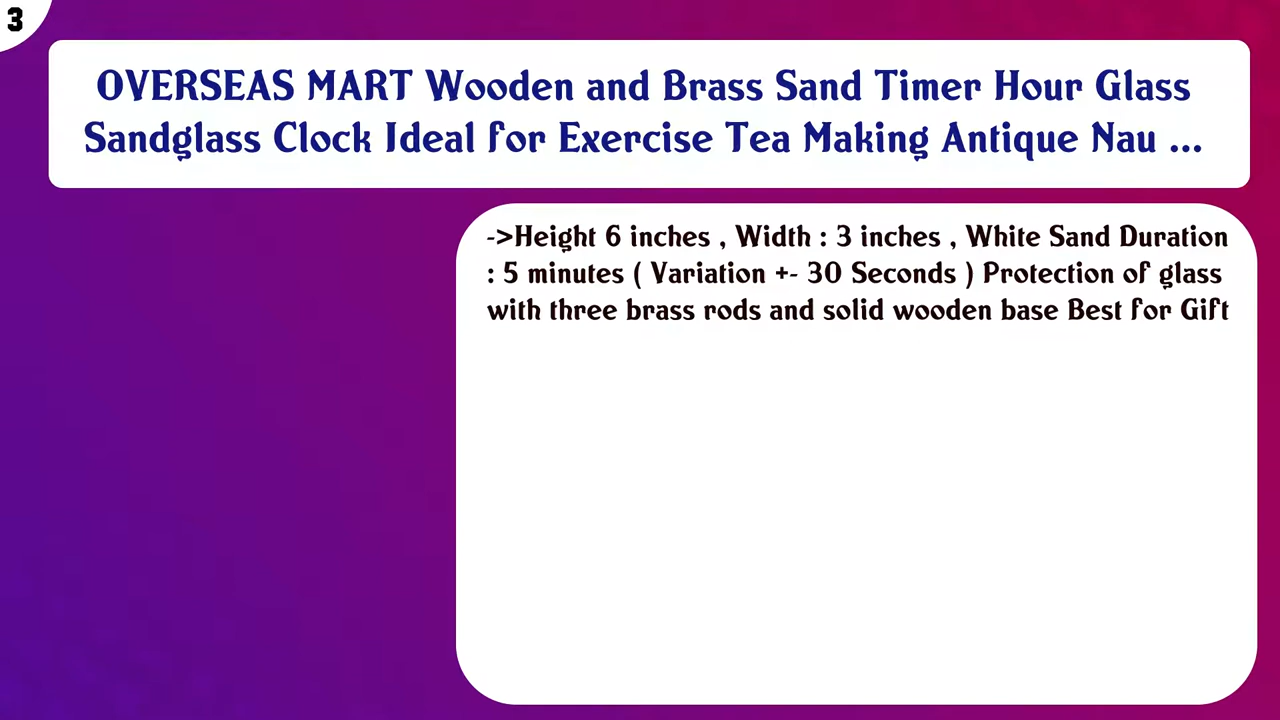 3
OVERSEAS MART Wooden and Brass Sand Timer Hour Glass
Sandglass Clock Ideal for Exercise Tea Making Antique Nau ...
->Height 6 inches , Width : 3 inches , White Sand Duration
: 5 minutes ( Variation +- 30 Seconds ) Protection of glass
with three brass rods and solid wooden base Best for Gift